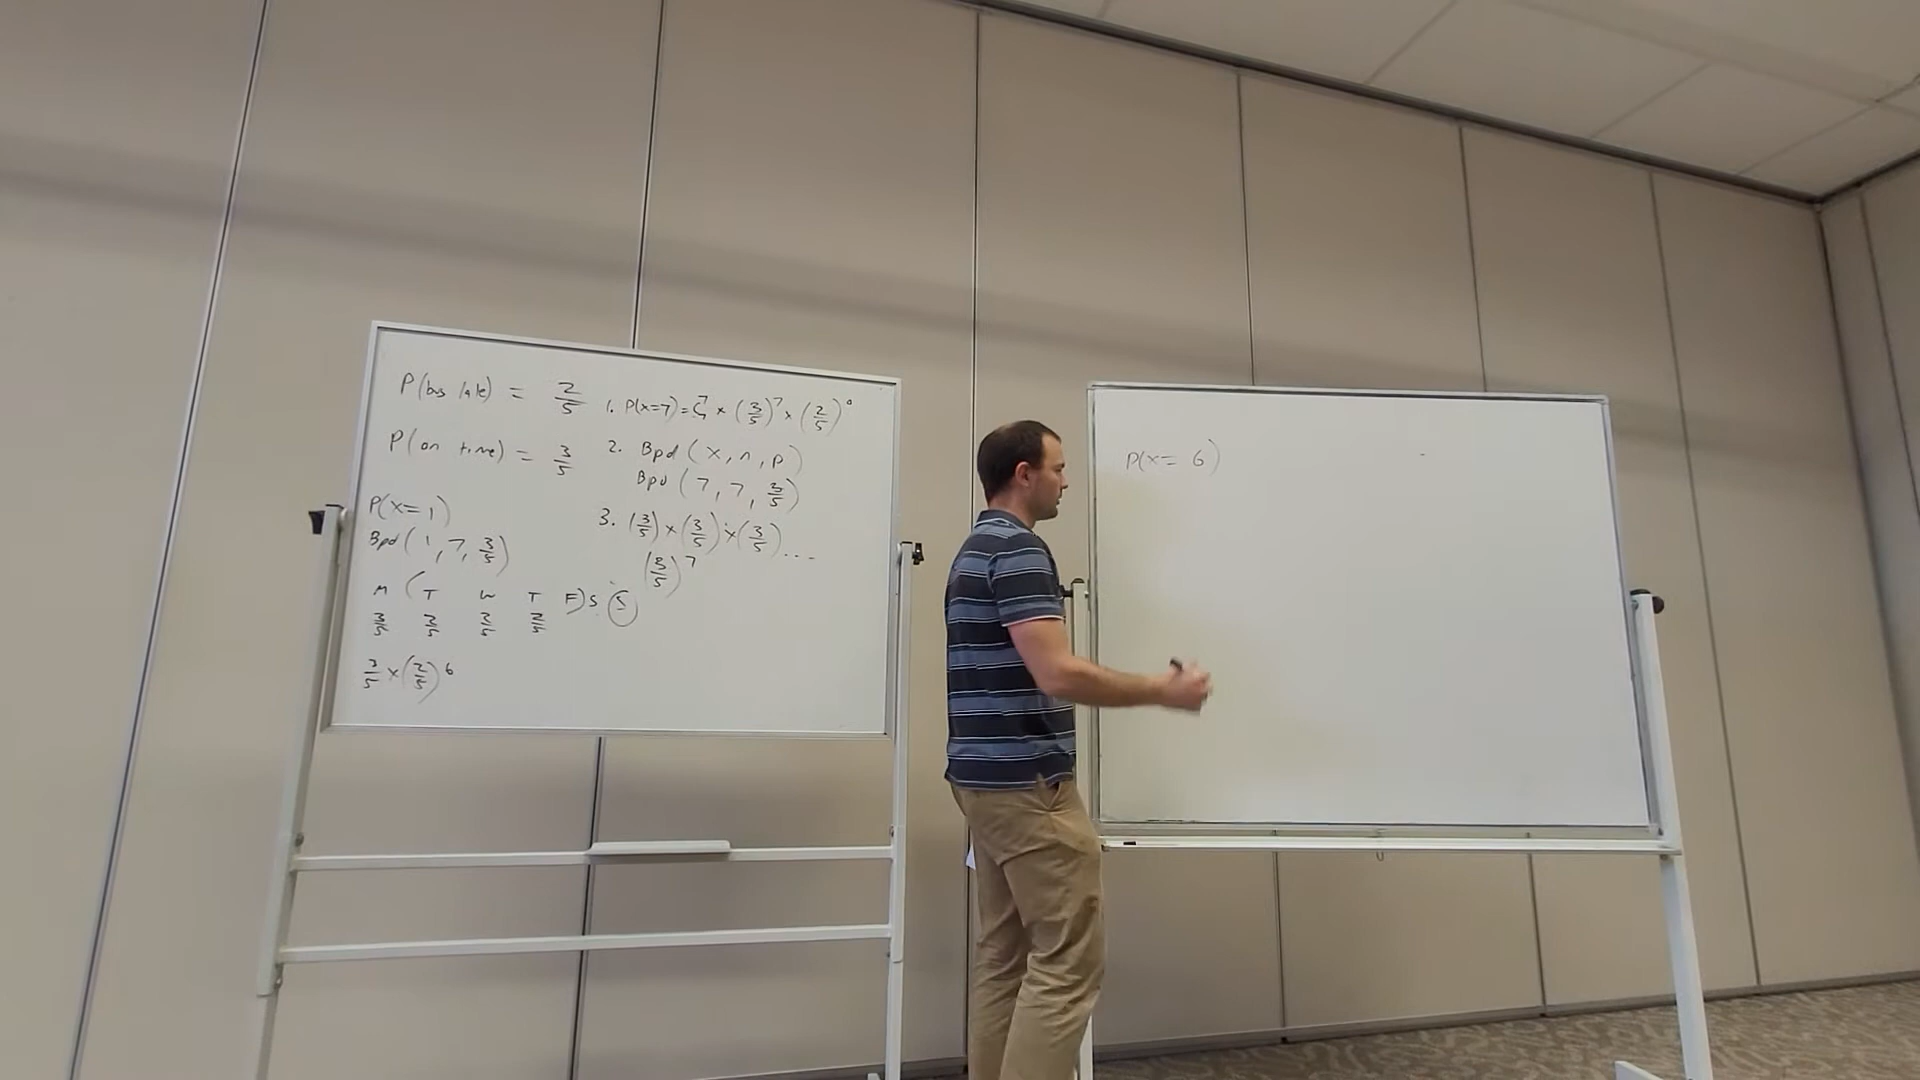 P(bus late) = 2/5
P(on time) = 3/5
P(x=1)
Bpd(1, 7, 3/5)
M (T W T F) S S
3/5 3/5 3/5 3/5
3/5 × (2/5)^6
1. P(x=7) = ⁷C₇ × (3/5)^7 × (2/5)^0
2. Bpd (x, n, p)
Bpd (7, 7, 3/5)
3. (3/5) × (3/5) × (3/5) ...
(3/5)^7
P(x= 6)